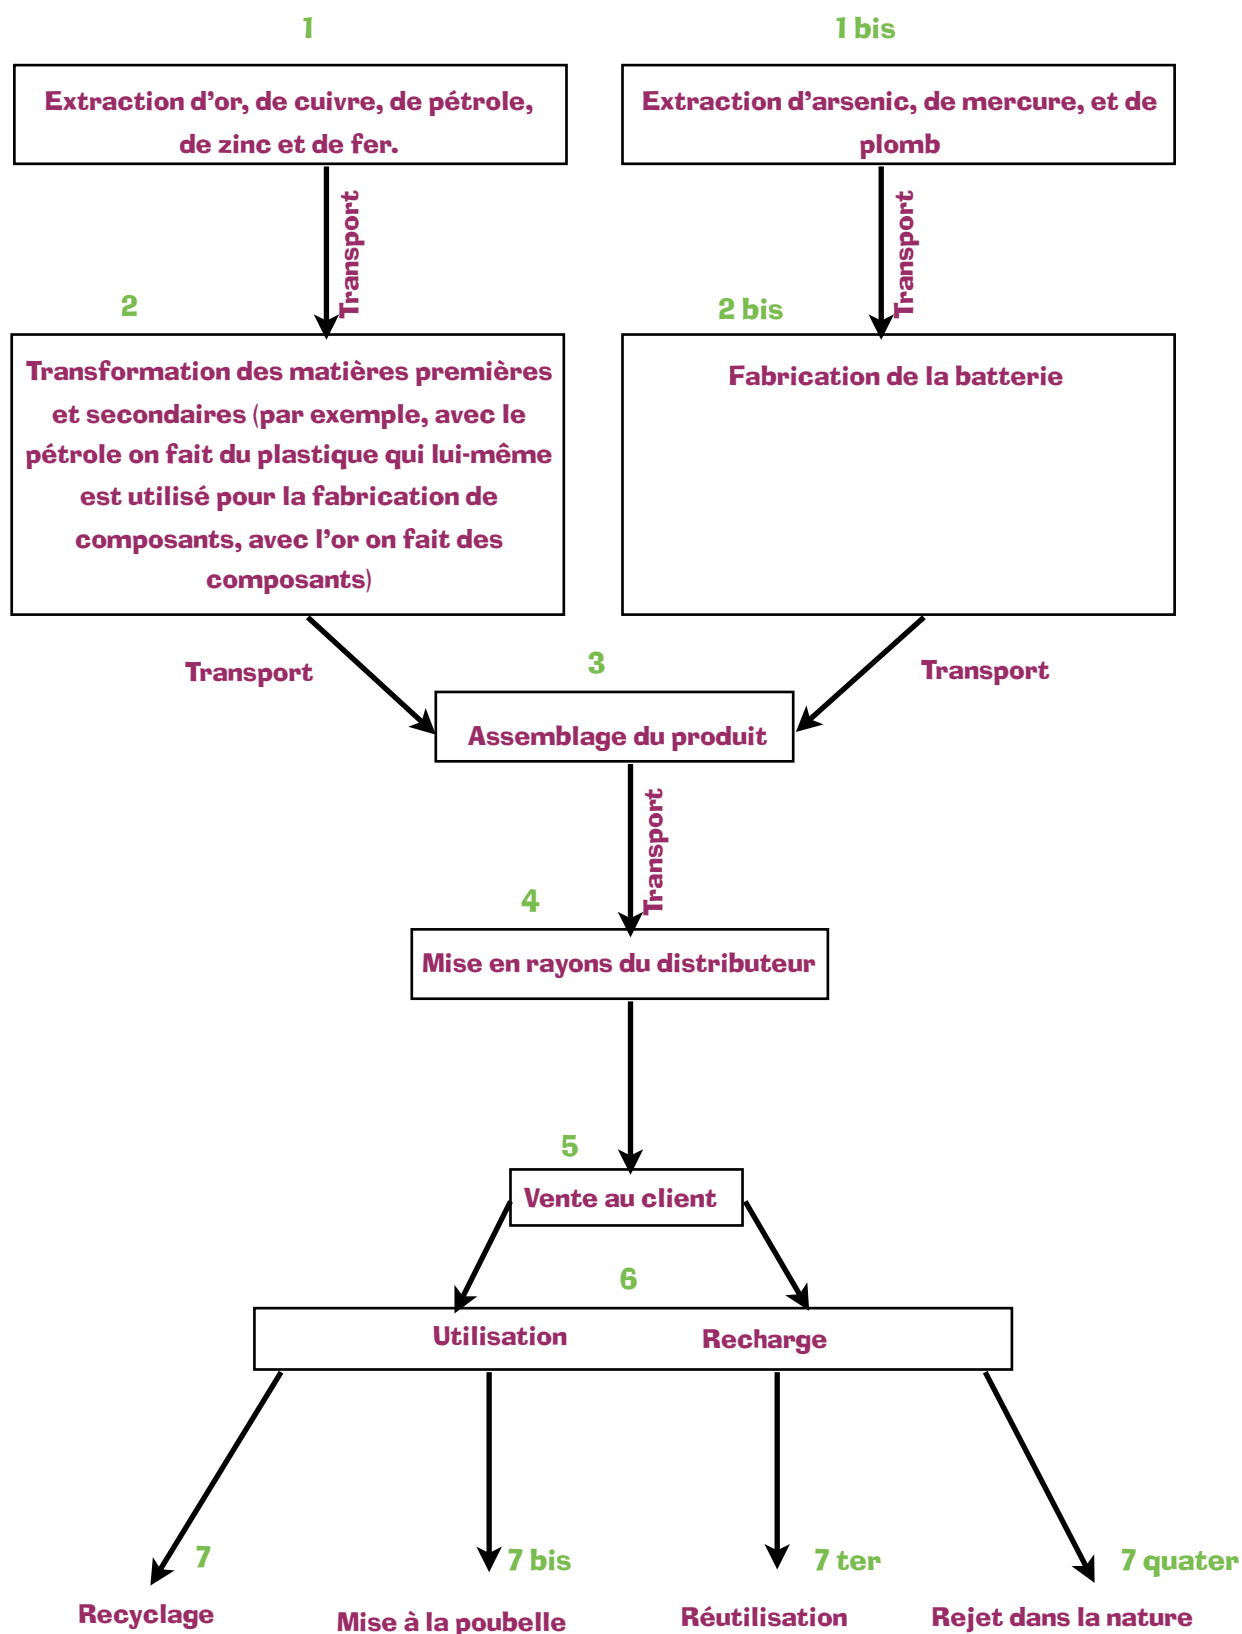 1
1 bis
Extraction d’or, de cuivre, de pétrole,
de zinc et de fer.
Extraction d’arsenic, de mercure, et de
plomb
Transport
Transport
2
2 bis
Transformation des matières premières
et secondaires (par exemple, avec le
pétrole on fait du plastique qui lui-même
est utilisé pour la fabrication de
composants, avec l’or on fait des
composants)
Fabrication de la batterie
Transport
3
Transport
Assemblage du produit
Transport
4
Mise en rayons du distributeur
5
Vente au client
6
Utilisation
Recharge
7
7 bis
7 ter
7 quater
Recyclage
Mise à la poubelle
Réutilisation
Rejet dans la nature